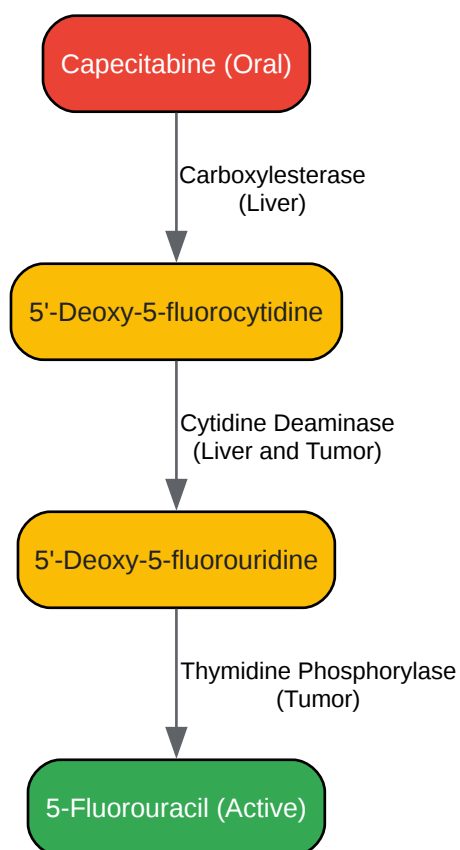 Capecitabine (Oral)
Carboxylesterase
(Liver)
5'-Deoxy-5-fluorocytidine
Cytidine Deaminase
(Liver and Tumor)
5'-Deoxy-5-fluorouridine
Thymidine Phosphorylase
(Tumor)
5-Fluorouracil (Active)